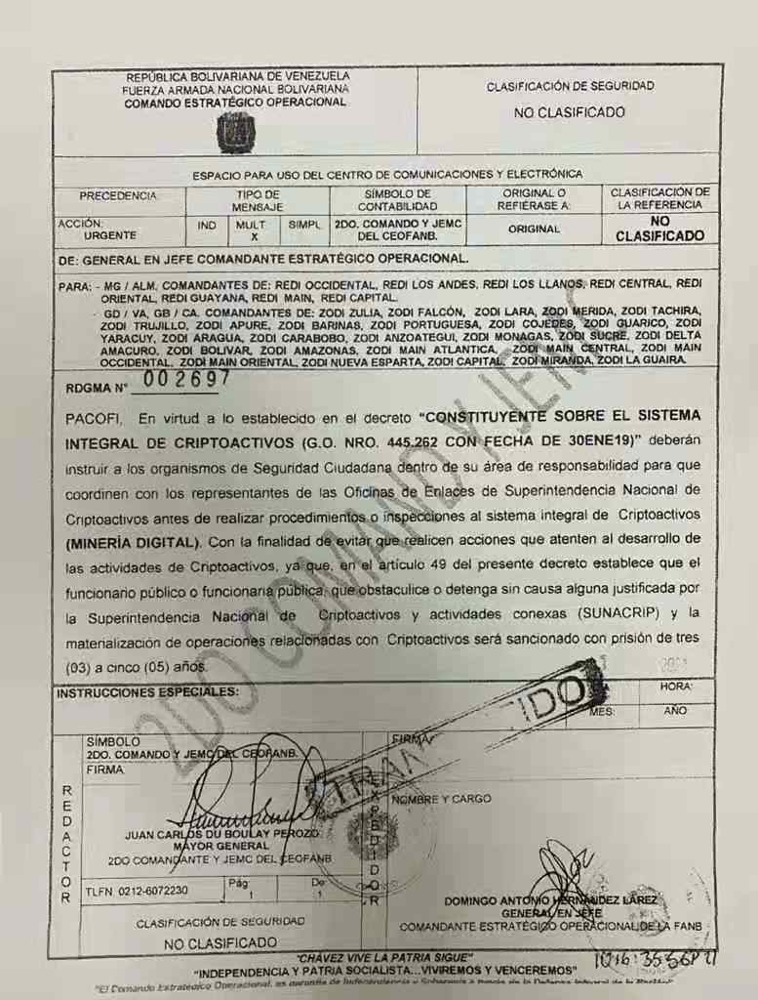 REPÚBLICA BOLIVARIANA DE VENEZUELA
FUERZA ARMADA NACIONAL BOLIVARIANA
COMANDO ESTRATÉGICO OPERACIONAL
CLASIFICACIÓN DE SEGURIDAD
NO CLASIFICADO
ESPACIO PARA USO DEL CENTRO DE COMUNICACIONES Y ELECTRÓNICA
PRECEDENCIA
TIPO DE
MENSAJE
SÍMBOLO DE
CONTABILIDAD
ORIGINAL O
REFIÉRASE A:
CLASIFICACIÓN DE
LA REFERENCIA
ACCIÓN:
URGENTE
IND
MULT
X
SIMPL
2DO. COMANDO Y JEMC
DEL CEOFANB.
ORIGINAL
NO
CLASIFICADO
DE: GENERAL EN JEFE COMANDANTE ESTRATÉGICO OPERACIONAL.
PARA: - MG / ALM, COMANDANTES DE: REDI OCCIDENTAL, REDI LOS ANDES, REDI LOS LLANOS, REDI CENTRAL, REDI
ORIENTAL, REDI GUAYANA, REDI MAIN, REDI CAPITAL.
- GD / VA, GB / CA. COMANDANTES DE: ZODI ZULIA, ZODI FALCÓN, ZODI LARA, ZODI MERIDA, ZODI TACHIRA,
ZODI TRUJILLO, ZODI APURE, ZODI BARINAS, ZODI PORTUGUESA, ZODI COJEDES, ZODI GUARICO, ZODI
YARACUY, ZODI ARAGUA, ZODI CARABOBO, ZODI ANZOATEGUI, ZODI MONAGAS, ZODI SUCRE, ZODI DELTA
AMACURO, ZODI BOLIVAR, ZODI AMAZONAS, ZODI MAIN ATLANTICA, ZODI MAIN CENTRAL, ZODI MAIN
OCCIDENTAL, ZODI MAIN ORIENTAL, ZODI NUEVA ESPARTA, ZODI CAPITAL, ZODI MIRANDA, ZODI LA GUAIRA.
RDGMA N° 002697
PACOFI, En virtud a lo establecido en el decreto "CONSTITUYENTE SOBRE EL SISTEMA
INTEGRAL DE CRIPTOACTIVOS (G.O. NRO. 445.262 CON FECHA DE 30ENE19)" deberán
instruir a los organismos de Seguridad Ciudadana dentro de su área de responsabilidad para que
coordinen con los representantes de las Oficinas de Enlaces de Superintendencia Nacional de
Criptoactivos antes de realizar procedimientos o inspecciones al sistema integral de Criptoactivos
(MINERÍA DIGITAL). Con la finalidad de evitar que realicen acciones que atenten al desarrollo de
las actividades de Criptoactivos, ya que, en el artículo 49 del presente decreto establece que el
funcionario público o funcionaria pública, que obstaculice o detenga sin causa alguna justificada por
la Superintendencia Nacional de Criptoactivos y actividades conexas (SUNACRIP) y la
materialización de operaciones relacionadas con Criptoactivos será sancionado con prisión de tres
(03) a cinco (05) años.
2DO COMANDO Y JEMC
INSTRUCCIONES ESPECIALES:
HORA:
MES:
AÑO
REDACTOR
SÍMBOLO
2DO. COMANDO Y JEMC DEL CEOFANB.
FIRMA
JUAN CARLOS DU BOULAY PEROZO
MAYOR GENERAL
2DO COMANDANTE Y JEMC DEL CEOFANB
TLFN 0212-6072230
Pág.
1
De
1
CLASIFICACIÓN DE SEGURIDAD
NO CLASIFICADO
EXPEDIDOR
FIRMA
NOMBRE Y CARGO
DOMINGO ANTONIO HERNÁNDEZ LÁREZ
GENERAL EN JEFE
COMANDANTE ESTRATÉGICO OPERACIONAL DE LA FANB
"CHÁVEZ VIVE LA PATRIA SIGUE"
"INDEPENDENCIA Y PATRIA SOCIALISTA...VIVIREMOS Y VENCEREMOS"
"El Comando Estratégico Operacional, es garantía de Independencia y Soberanía a través de la Defensa Integral de la